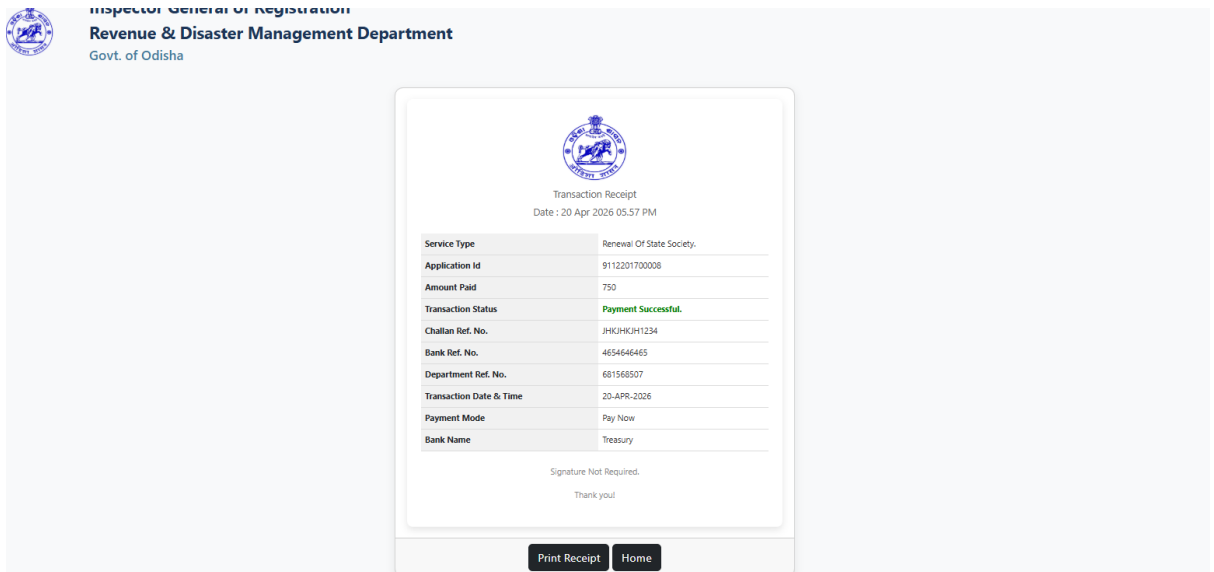 Inspector General of Registration
Revenue & Disaster Management Department
Govt. of Odisha
Transaction Receipt
Date : 20 Apr 2026 05.57 PM
Service Type Renewal Of State Society.
Application Id 9112201700008
Amount Paid 750
Transaction Status Payment Successful.
Challan Ref. No. JHKJHKJH1234
Bank Ref. No. 4654646465
Department Ref. No. 681568507
Transaction Date & Time 20-APR-2026
Payment Mode Pay Now
Bank Name Treasury
Signature Not Required.
Thank you!
Print Receipt Home